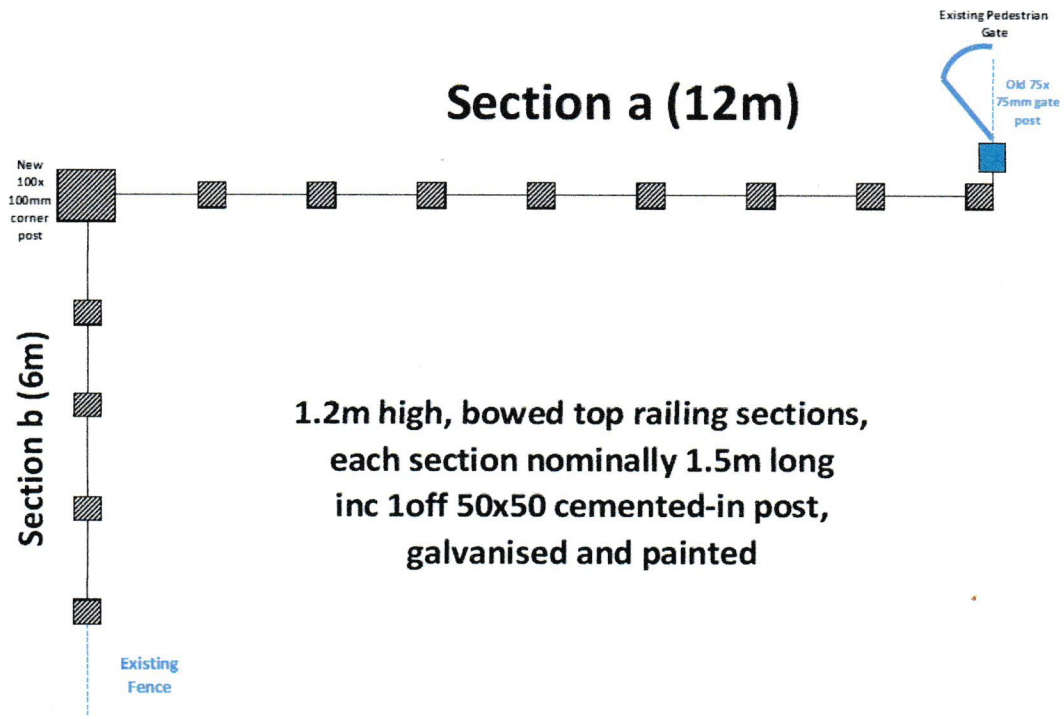 Existing Pedestrian
Gate
Section a (12m)
Old 75x
75mm gate
post
New
100x
100mm
corner
post
Section b (6m)
1.2m high, bowed top railing sections,
each section nominally 1.5m long
inc 1off 50x50 cemented-in post,
galvanised and painted
Existing
Fence